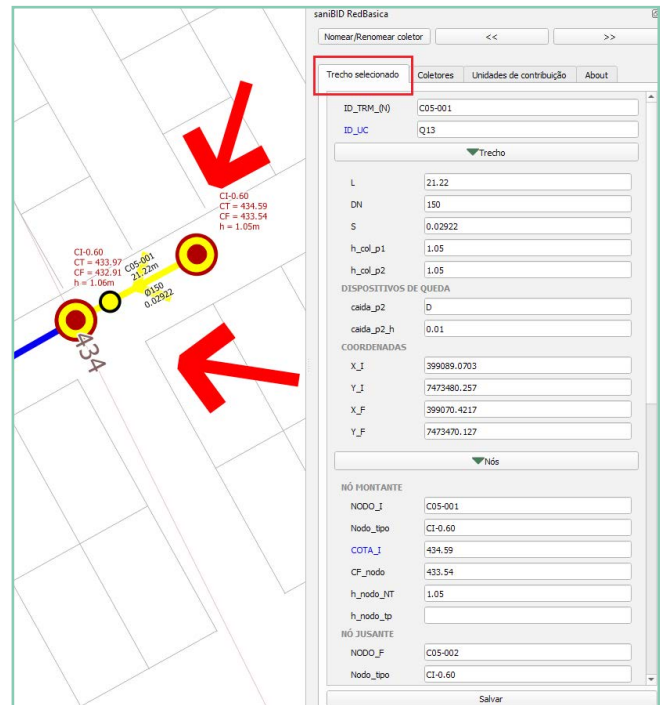 saniBID RedBasica
Nomear/Renomear coletor
<<
>>
Trecho selecionado
Coletores
Unidades de contribuição
About
ID_TRM_(N)
C05-001
ID_UC
Q13
Trecho
L
21.22
DN
150
S
0.02922
h_col_p1
1.05
h_col_p2
1.05
DISPOSITIVOS DE QUEDA
caida_p2
D
caida_p2_h
0.01
COORDENADAS
X_I
399089.0703
Y_I
7473480.257
X_F
399070.4217
Y_F
7473470.127
Nós
NÓ MONTANTE
NODO_I
C05-001
Nodo_tipo
CI-0.60
COTA_I
434.59
CF_nodo
433.54
h_nodo_NT
1.05
h_nodo_tp
NÓ JUSANTE
NODO_F
C05-002
Nodo_tipo
CI-0.60
Salvar
CI-0.60
CT = 434.59
CF = 433.54
h = 1.05m
CI-0.60
CT = 433.97
CF = 432.91
h = 1.06m
C05-001
21.22m
Ø150
0.02922
434